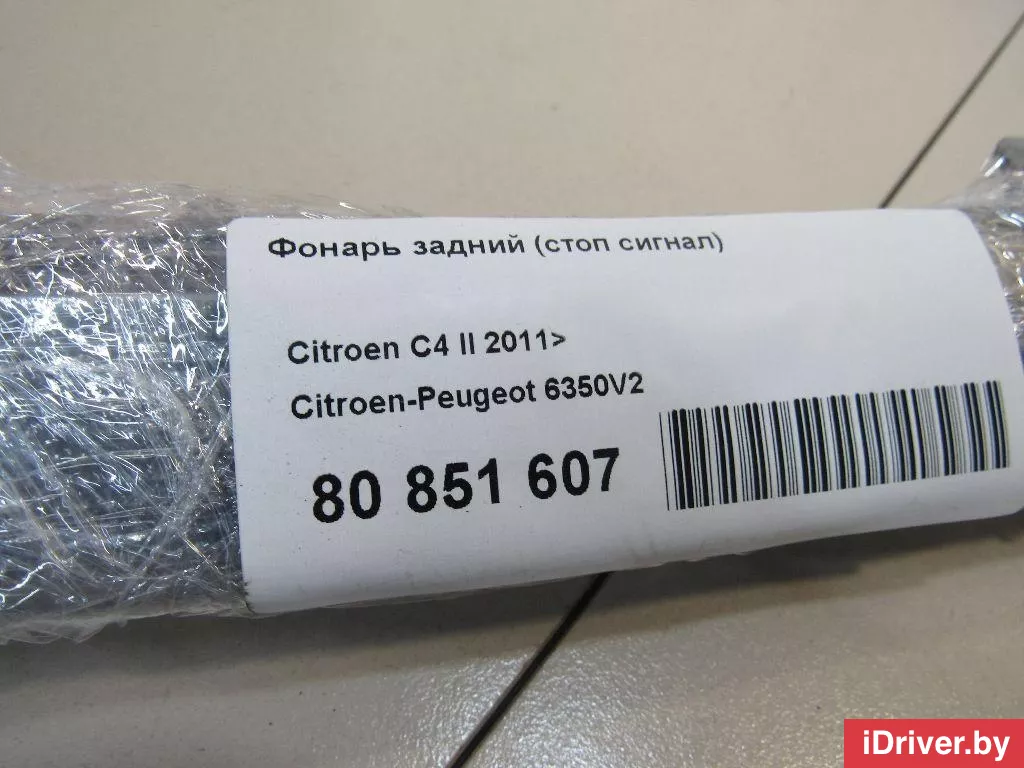 Фонарь задний (стоп сигнал)
Citroen C4 II 2011>
Citroen-Peugeot 6350V2
80 851 607
iDriver.by